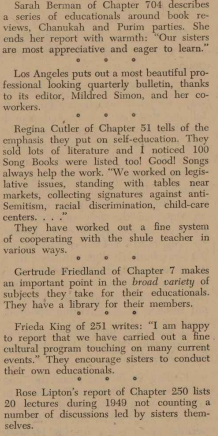 Sarah Berman of Chapter 704 describes
a series of educationals around book re-
views, Chanukah and Purim parties. She
ends her report with warmth: "Our sisters
are most appreciative and eager to learn."
* * *
Los Angeles puts out a most beautiful pro-
fessional looking quarterly bulletin, thanks
to its editor, Mildred Simon, and her co-
workers.
* * *
Regina Cutler of Chapter 51 tells of the
emphasis they put on self-education. They
sold lots of literature and I noticed 100
Song Books were listed too! Good! Songs
always help the work. "We worked on legis-
lative issues, standing with tables near
markets, collecting signatures against anti-
Semitism, racial discrimination, child-care
centers. . . ."
They have worked out a fine system
of cooperating with the shule teacher in
various ways.
* * *
Gertrude Friedland of Chapter 7 makes
an important point in the broad variety of
subjects they take for their educationals.
They have a library for their members.
* * *
Frieda King of 251 writes: "I am happy
to report that we have carried out a fine
cultural program touching on many current
events." They encourage sisters to conduct
their own educationals.
* * *
Rose Lipton's report of Chapter 250 lists
20 lectures during 1949 not counting a
number of discussions led by sisters them-
selves.